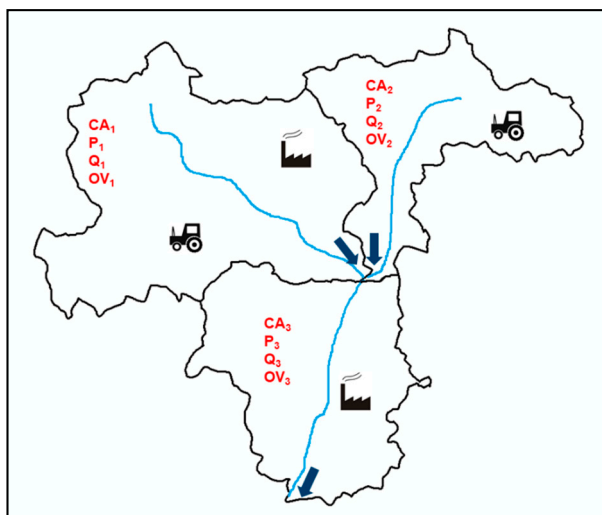 CA₁
P₁
Q₁
OV₁
CA₂
P₂
Q₂
OV₂
CA₃
P₃
Q₃
OV₃